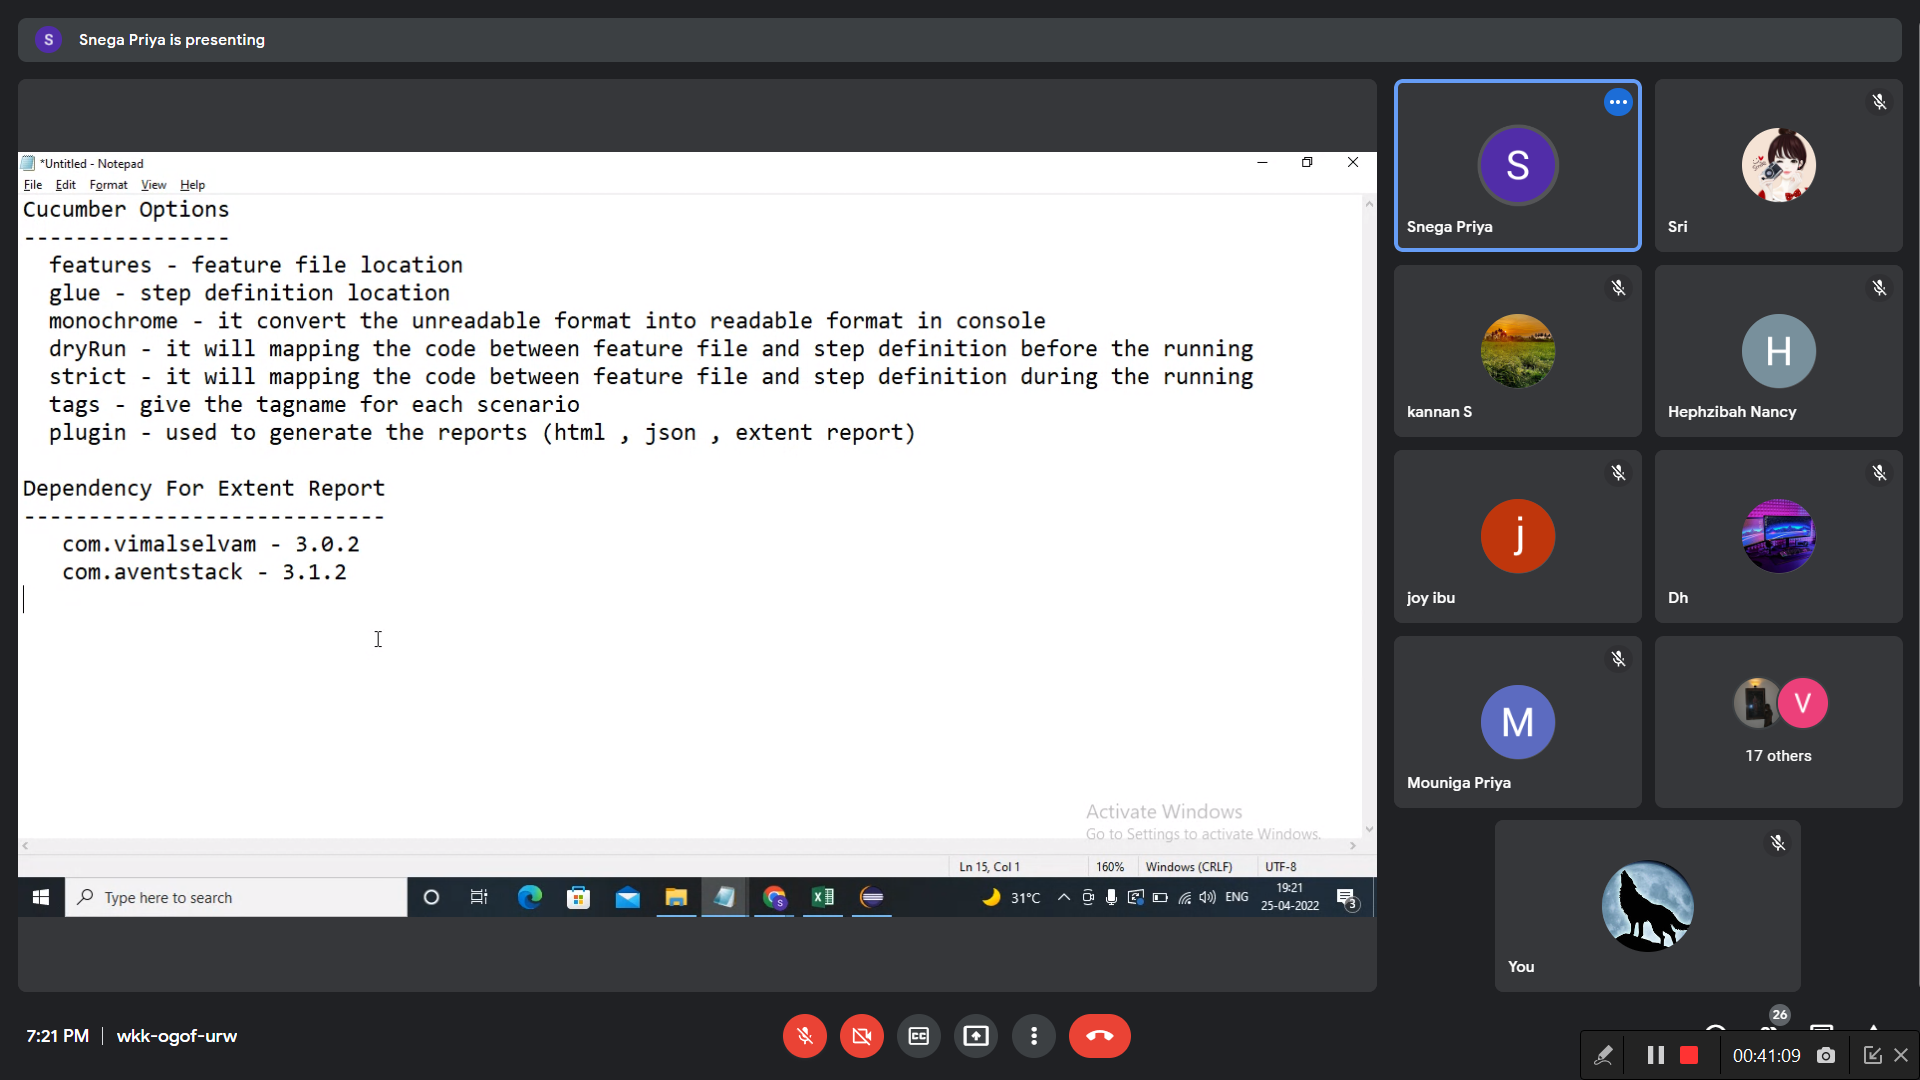 S Snega Priya is presenting
*Untitled - Notepad
File Edit Format View Help
Cucumber Options
----------------
features - feature file location
glue - step definition location
monochrome - it convert the unreadable format into readable format in console
dryRun - it will mapping the code between feature file and step definition before the running
strict - it will mapping the code between feature file and step definition during the running
tags - give the tagname for each scenario
plugin - used to generate the reports (html , json , extent report)
Dependency For Extent Report
----------------------------
com.vimalselvam - 3.0.2
com.aventstack - 3.1.2
Activate Windows
Go to Settings to activate Windows.
Ln 15, Col 1 160% Windows (CRLF) UTF-8
Type here to search
31°C
ENG
19:21
25-04-2022
3
S
Snega Priya
Sri
kannan S
H
Hephzibah Nancy
j
joy ibu
Dh
M
Mouniga Priya
V
17 others
You
7:21 PM | wkk-ogof-urw
CC
26
00:41:09